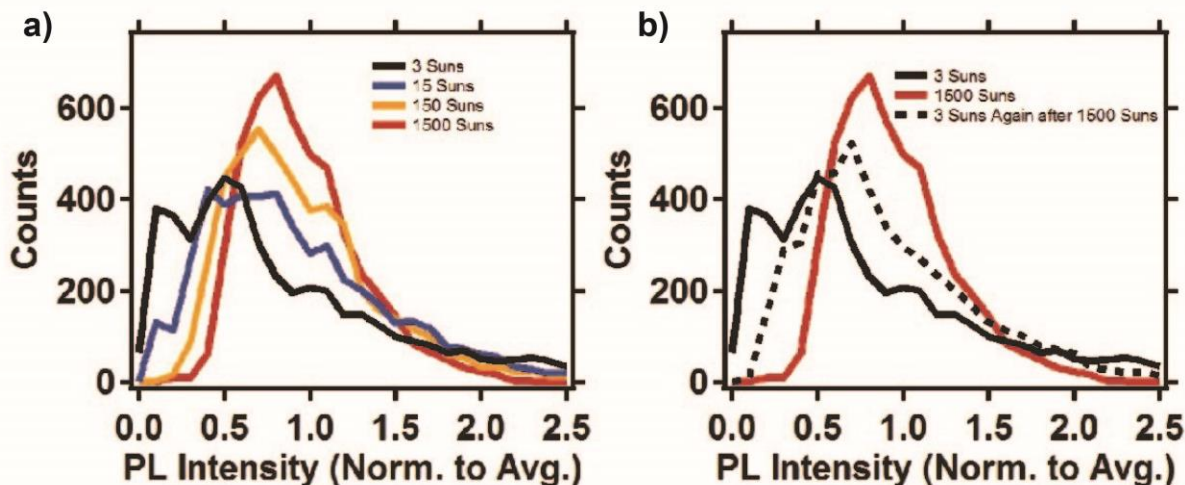 a)
3 Suns
15 Suns
150 Suns
1500 Suns
600
400
200
0
Counts
0.0 0.5 1.0 1.5 2.0 2.5
PL Intensity (Norm. to Avg.)
b)
3 Suns
1500 Suns
3 Suns Again after 1500 Suns
600
400
200
0
Counts
0.0 0.5 1.0 1.5 2.0 2.5
PL Intensity (Norm. to Avg.)